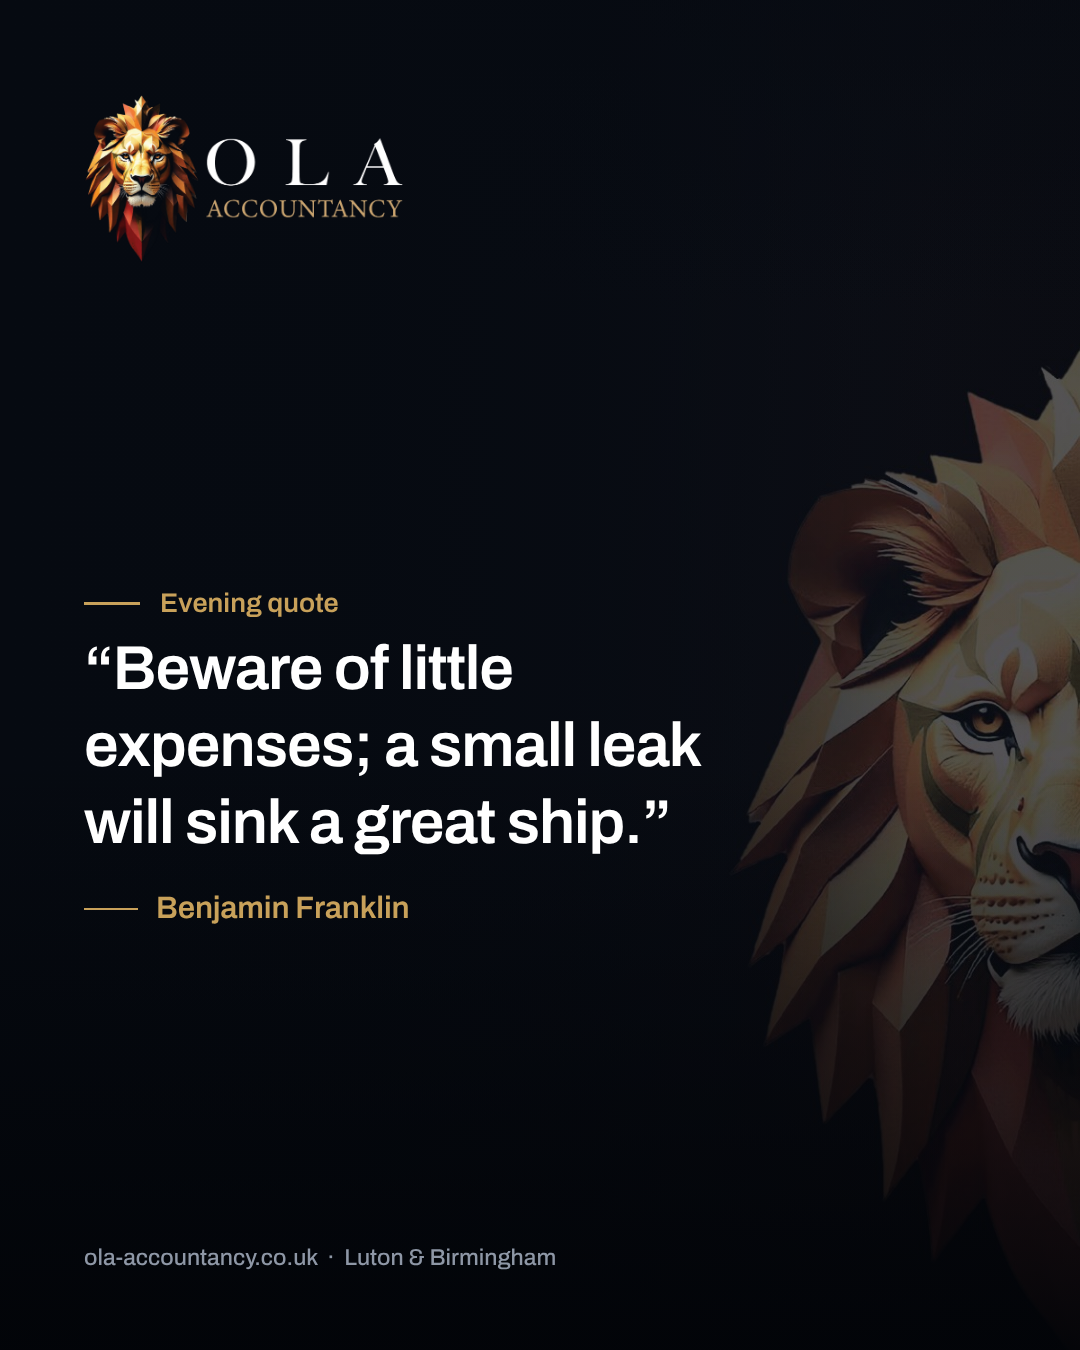 OLA
ACCOUNTANCY
Evening quote
“Beware of little
expenses; a small leak
will sink a great ship.”
Benjamin Franklin
ola-accountancy.co.uk · Luton & Birmingham